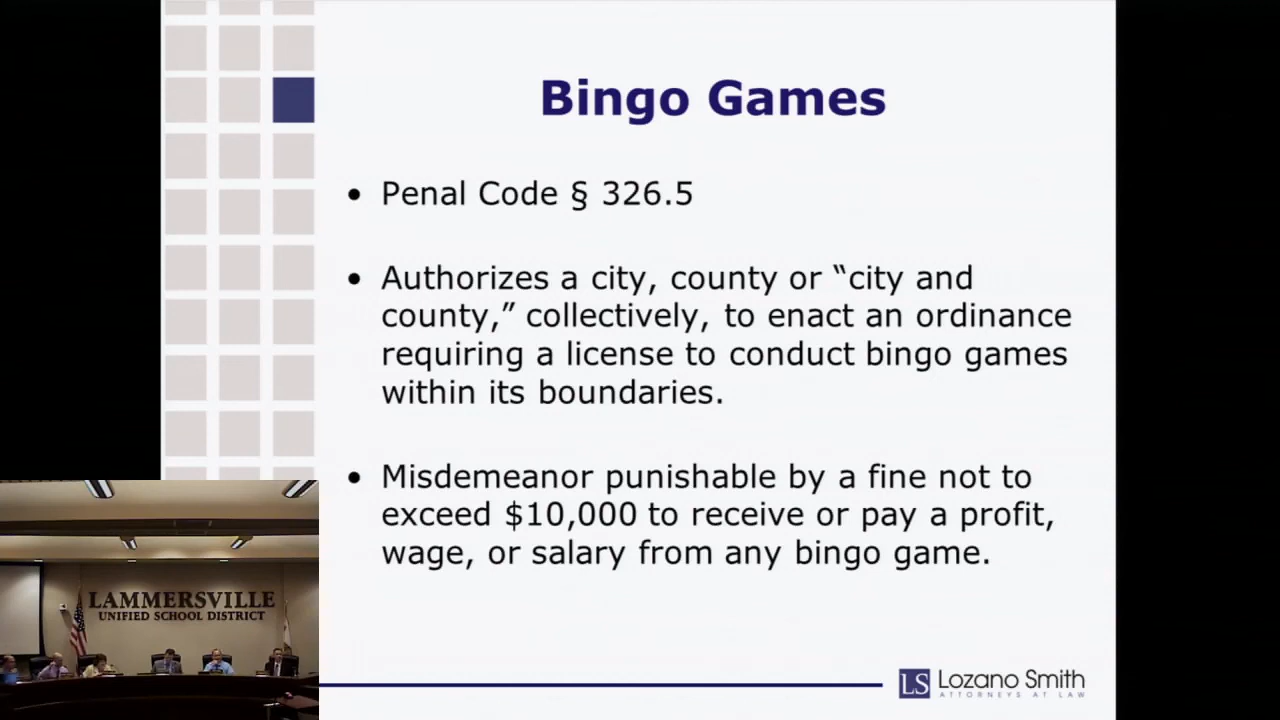 Bingo Games
• Penal Code § 326.5
• Authorizes a city, county or “city and
county,” collectively, to enact an ordinance
requiring a license to conduct bingo games
within its boundaries.
• Misdemeanor punishable by a fine not to
exceed $10,000 to receive or pay a profit,
wage, or salary from any bingo game.
LAMMERSVILLE
UNIFIED SCHOOL DISTRICT
LS Lozano Smith
ATTORNEYS AT LAW